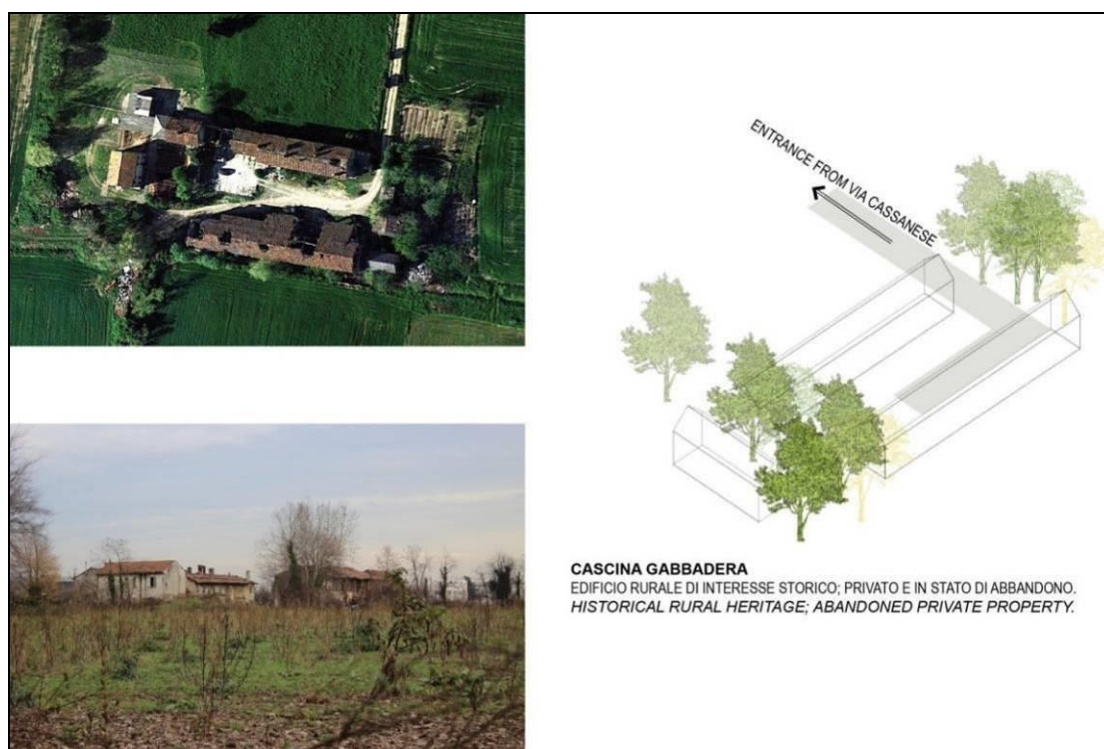 ENTRANCE FROM VIA CASSANESE
CASCINA GABBADERA
EDIFICIO RURALE DI INTERESSE STORICO; PRIVATO E IN STATO DI ABBANDONO.
HISTORICAL RURAL HERITAGE; ABANDONED PRIVATE PROPERTY.